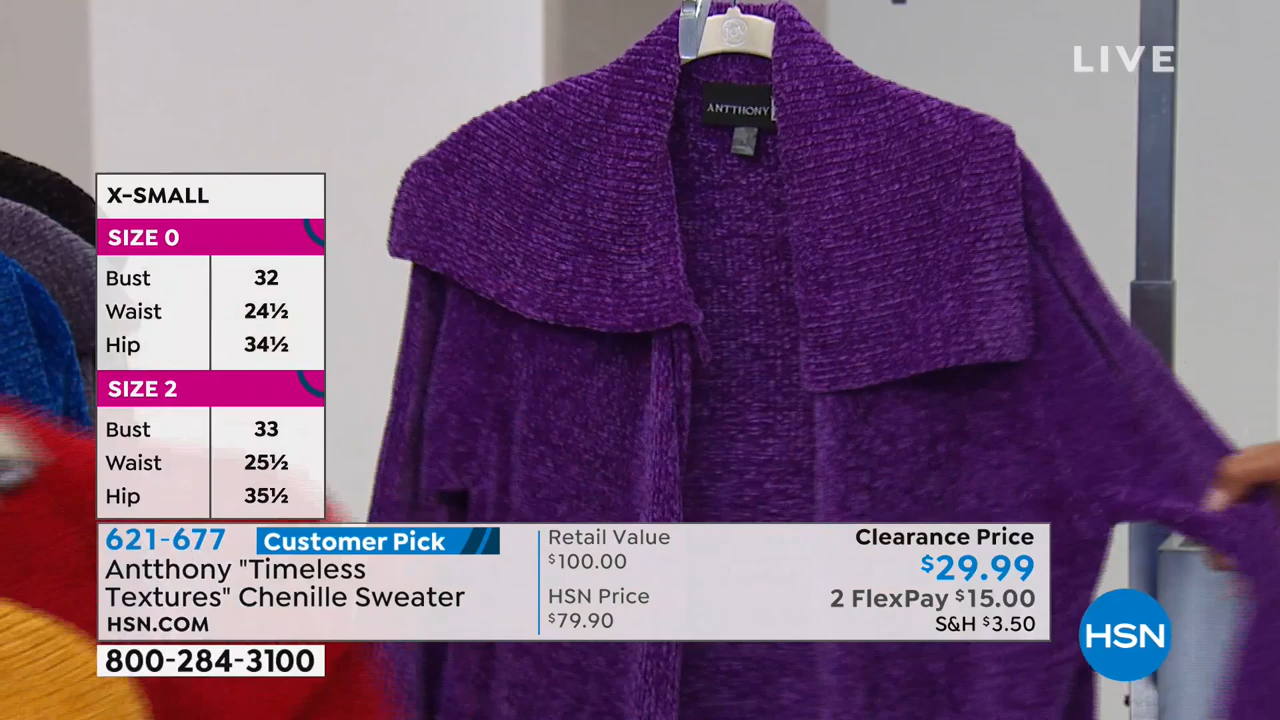 LIVE
ANTTHONY
X-SMALL
SIZE 0
Bust 32
Waist 24½
Hip 34½
SIZE 2
Bust 33
Waist 25½
Hip 35½
621-677 Customer Pick
Antthony "Timeless
Textures" Chenille Sweater
HSN.COM
Retail Value
$100.00
HSN Price
$79.90
Clearance Price
$29.99
2 FlexPay $15.00
S&H $3.50
HSN
800-284-3100